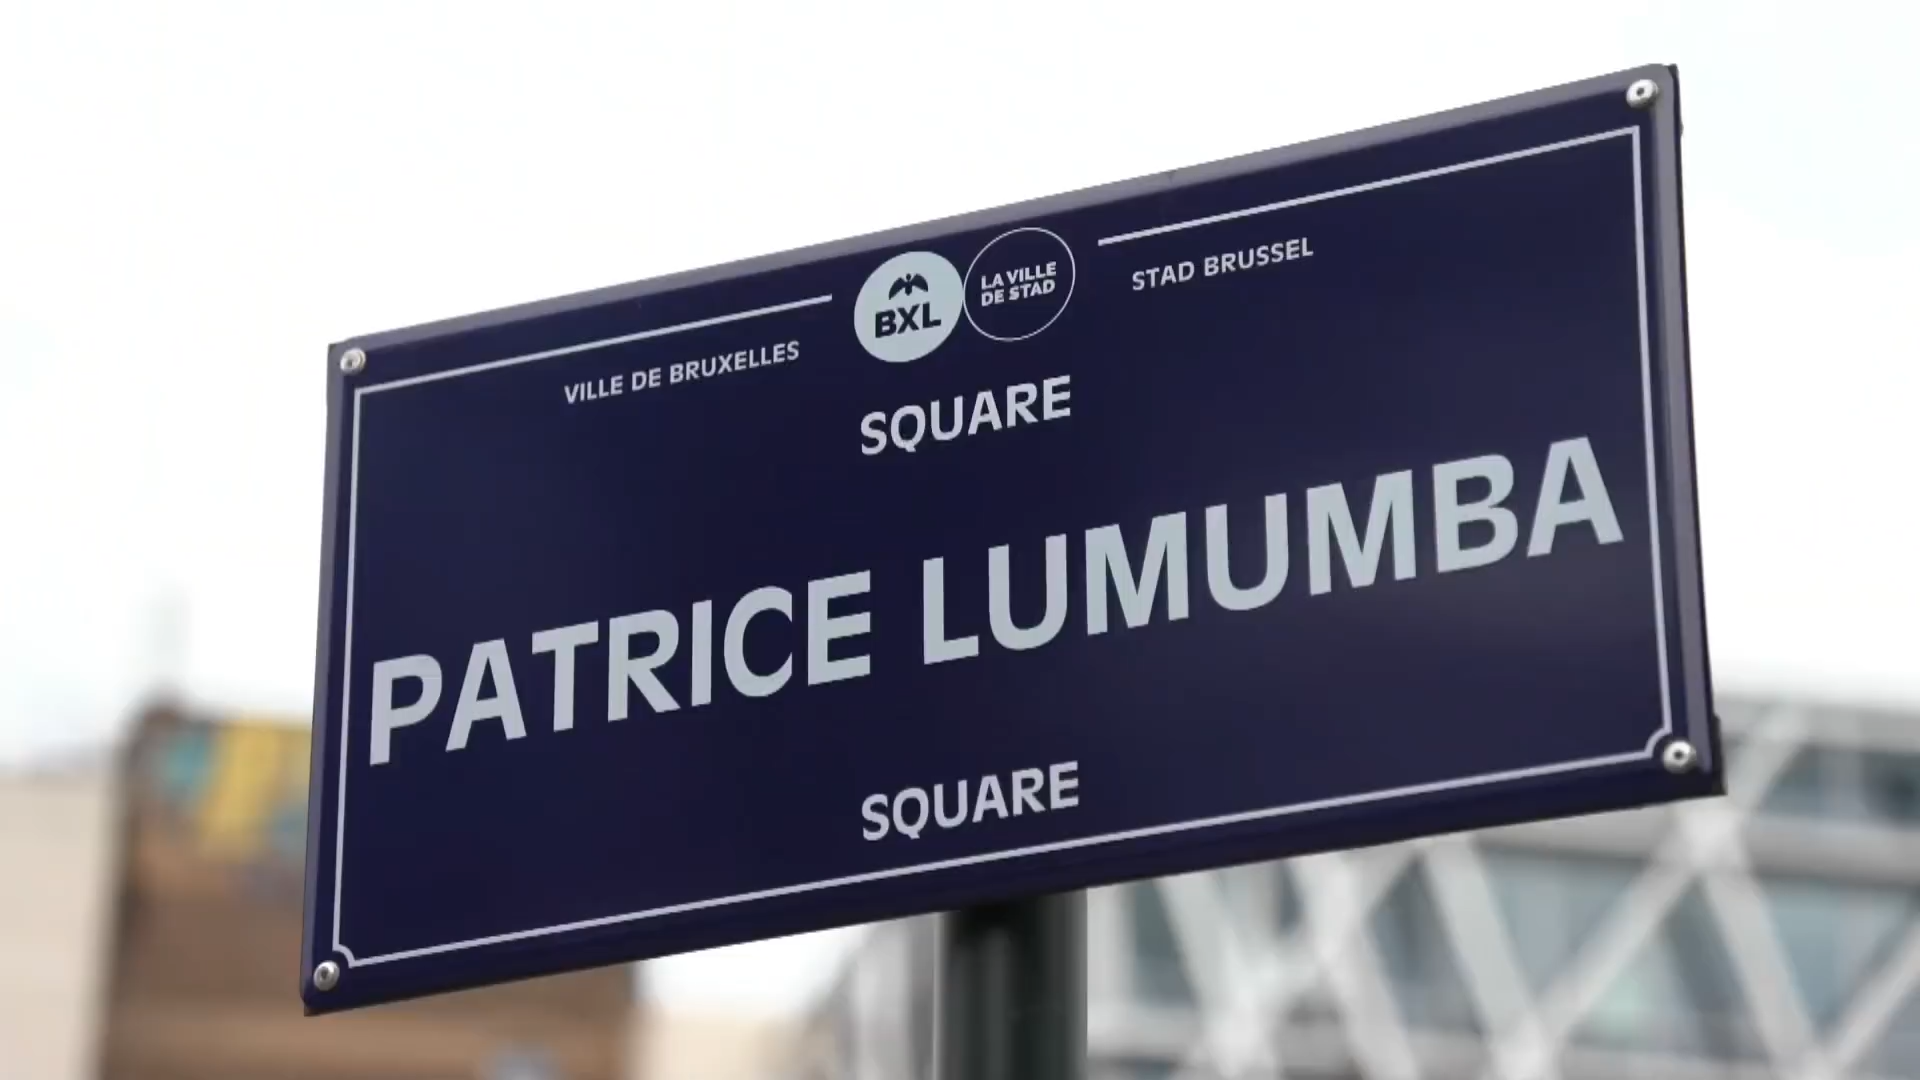 VILLE DE BRUXELLES
BXL
LA VILLE
DE STAD
STAD BRUSSEL
SQUARE
PATRICE LUMUMBA
SQUARE